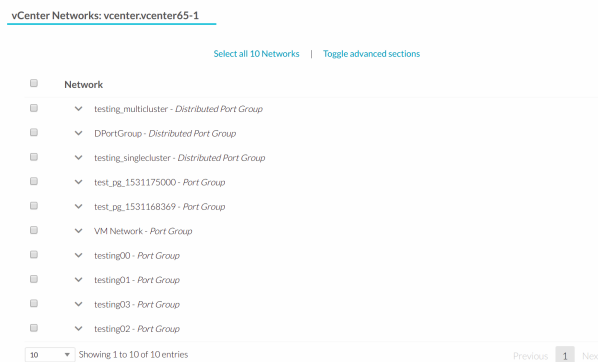 vCenter Networks: vcenter.vcenter65-1
Select all 10 Networks | Toggle advanced sections
Network
testing_multicluster - Distributed Port Group
DPortGroup - Distributed Port Group
testing_singlecluster - Distributed Port Group
test_pg_1531175000 - Port Group
test_pg_1531168369 - Port Group
VM Network - Port Group
testing00 - Port Group
testing01 - Port Group
testing03 - Port Group
testing02 - Port Group
10 Showing 1 to 10 of 10 entries Previous 1 Nex